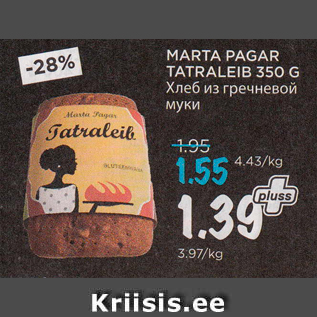 -28%
MARTA PAGAR
TATRALEIB 350 G
Хлеб из гречневой
муки
Marta Pagar
Tatraleib
1.95
1.55 4.43/kg
1.39 pluss
3.97/kg
Kriisis.ee